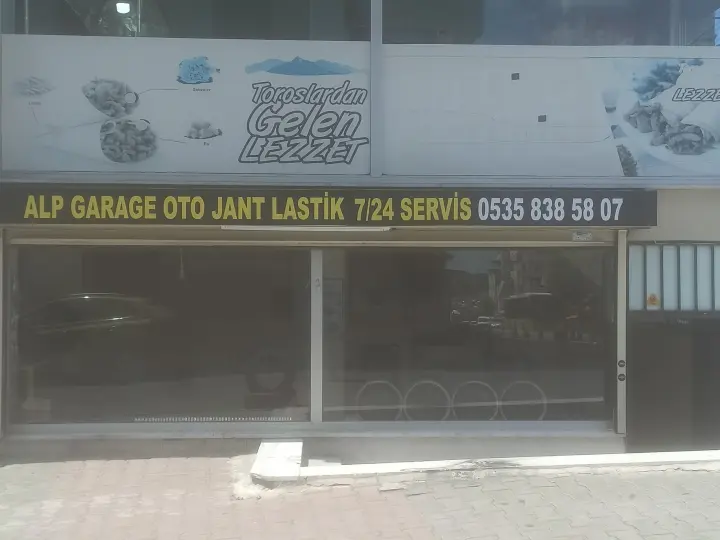 Toroslardan
Gelen
LEZZET
LEZZE
ALP GARAGE OTO JANT LASTİK 7/24 SERVİS 0535 838 58 07